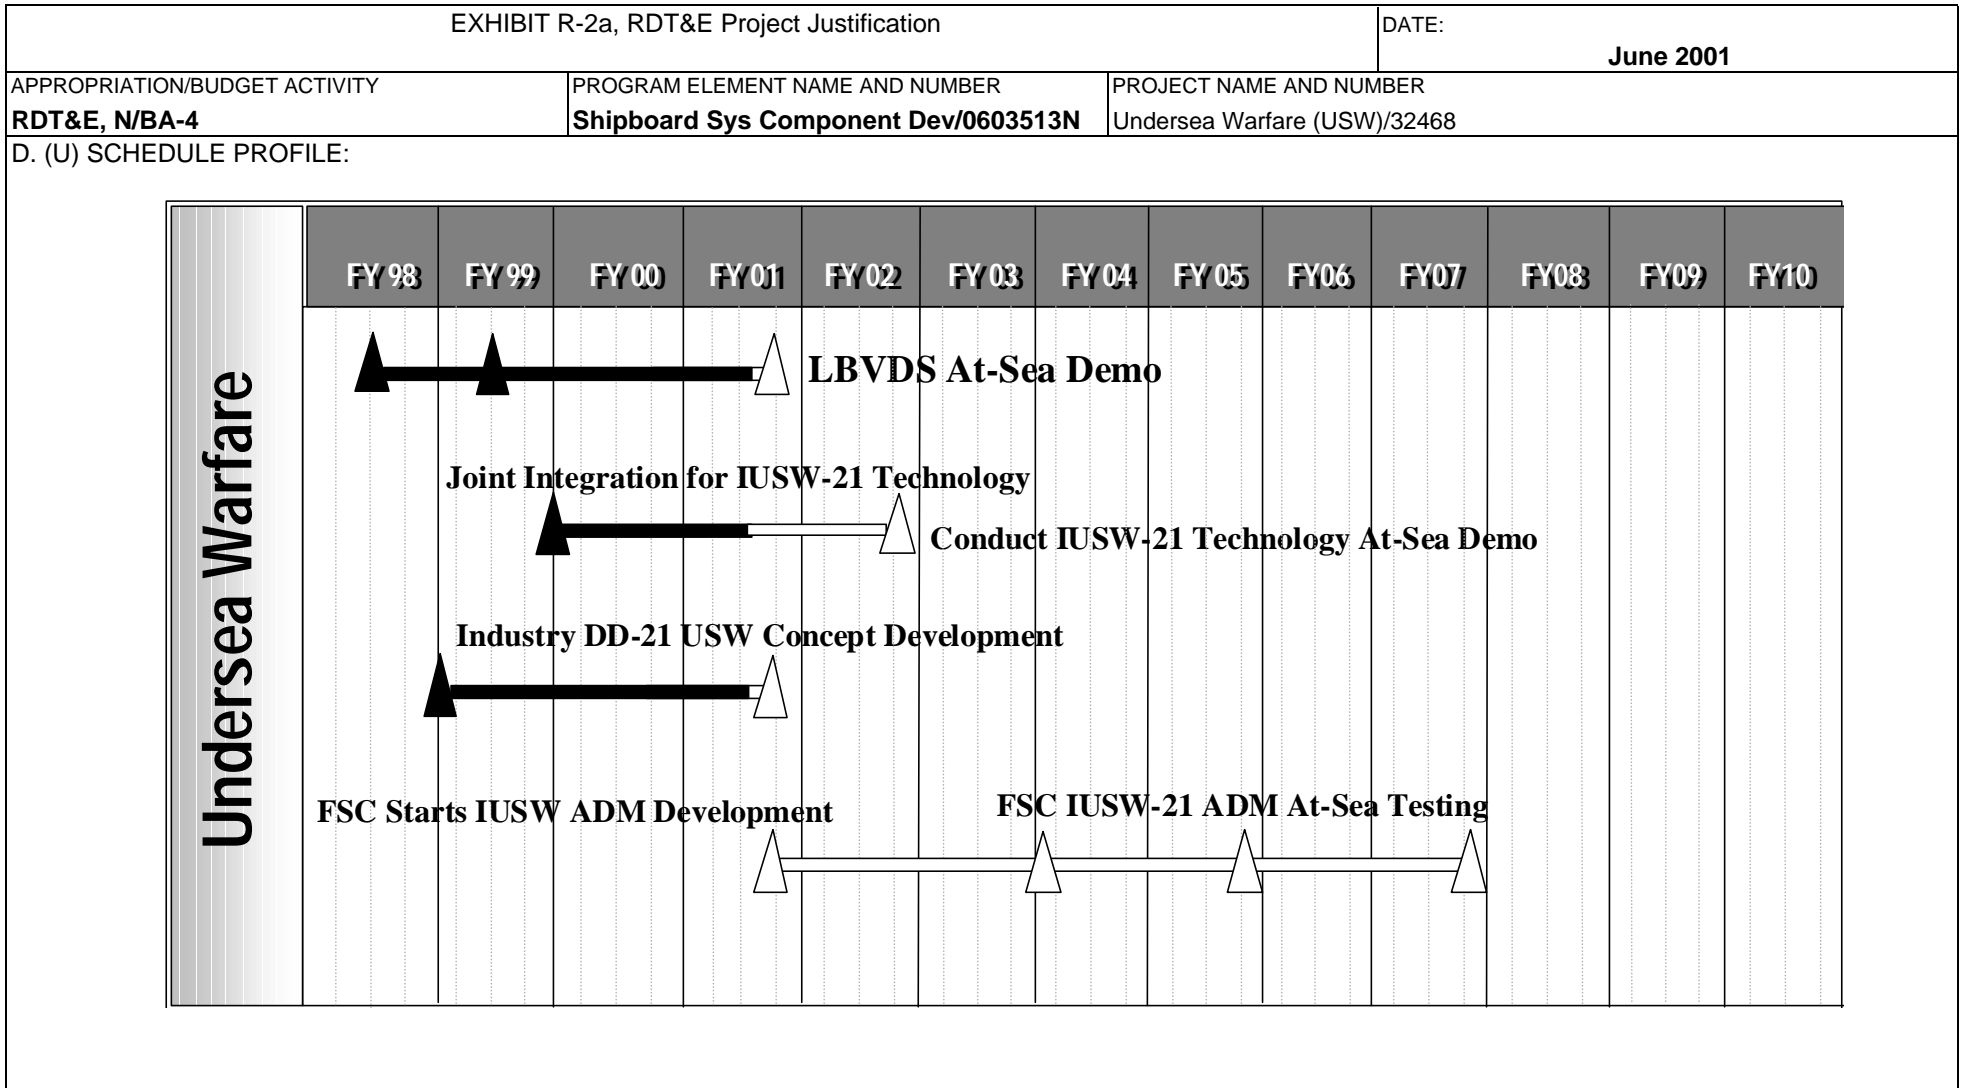 EXHIBIT R-2a, RDT&E Project Justification
DATE:
June 2001
APPROPRIATION/BUDGET ACTIVITY
PROGRAM ELEMENT NAME AND NUMBER
PROJECT NAME AND NUMBER
RDT&E, N/BA-4
Shipboard Sys Component Dev/0603513N
Undersea Warfare (USW)/32468
D. (U) SCHEDULE PROFILE:
Undersea Warfare
FY 98 FY 99 FY 00 FY 01 FY 02 FY 03 FY 04 FY 05 FY06 FY07 FY08 FY09 FY10
LBVDS At-Sea Demo
Joint Integration for IUSW-21 Technology
Conduct IUSW-21 Technology At-Sea Demo
Industry DD-21 USW Concept Development
FSC Starts IUSW ADM Development
FSC IUSW-21 ADM At-Sea Testing